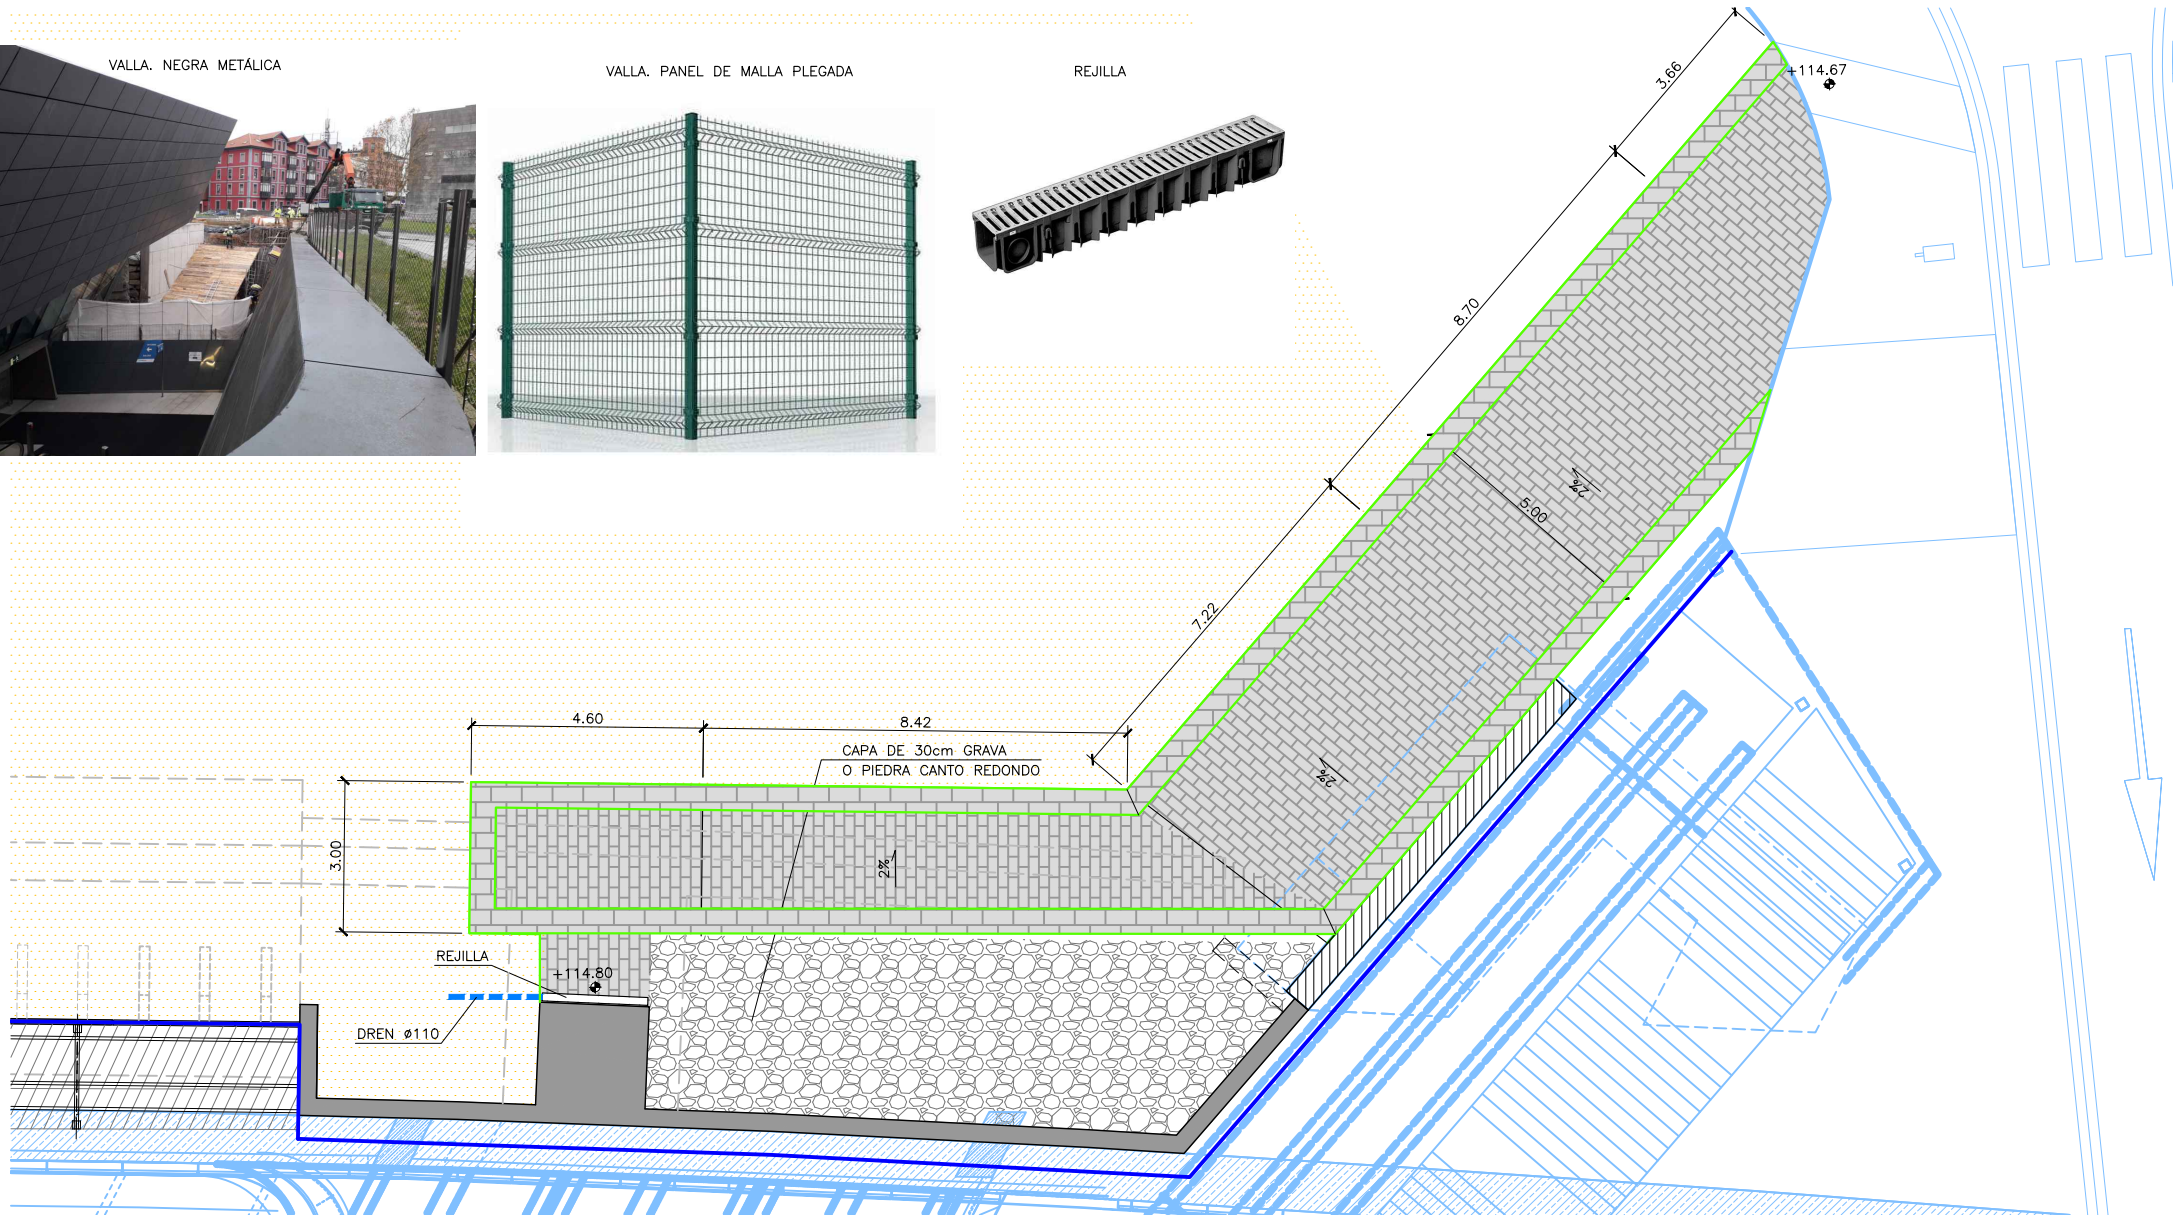 VALLA. NEGRA METÁLICA
VALLA. PANEL DE MALLA PLEGADA
REJILLA
+114.67
3.66
8.70
5.00
2%
7.22
2%
4.60
8.42
CAPA DE 30cm GRAVA
O PIEDRA CANTO REDONDO
3.00
2%
REJILLA
+114.80
DREN ø110